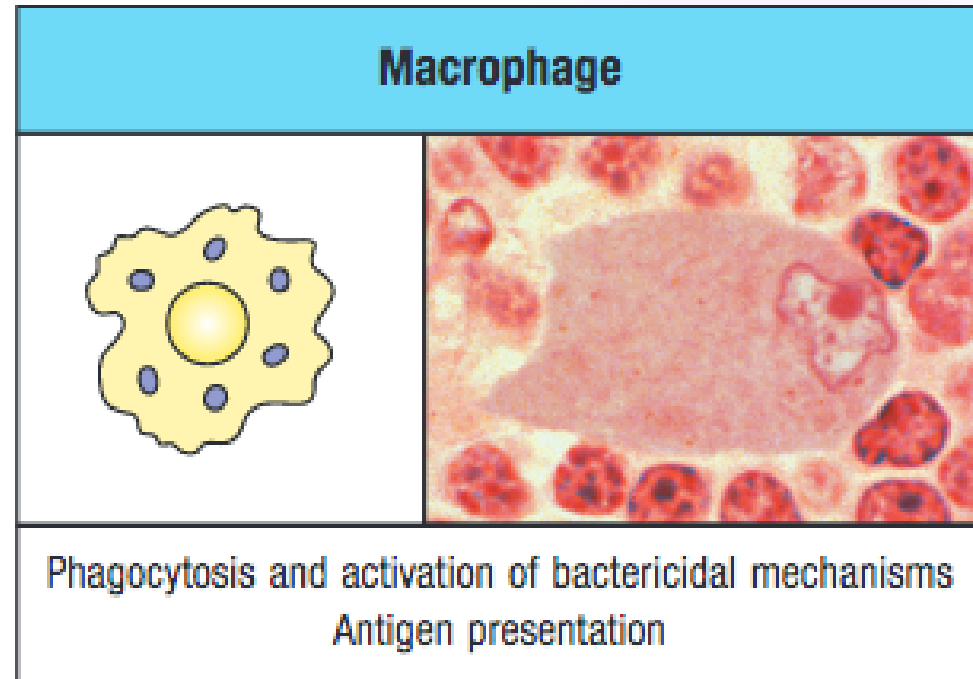 Macrophage
Phagocytosis and activation of bactericidal mechanisms
Antigen presentation